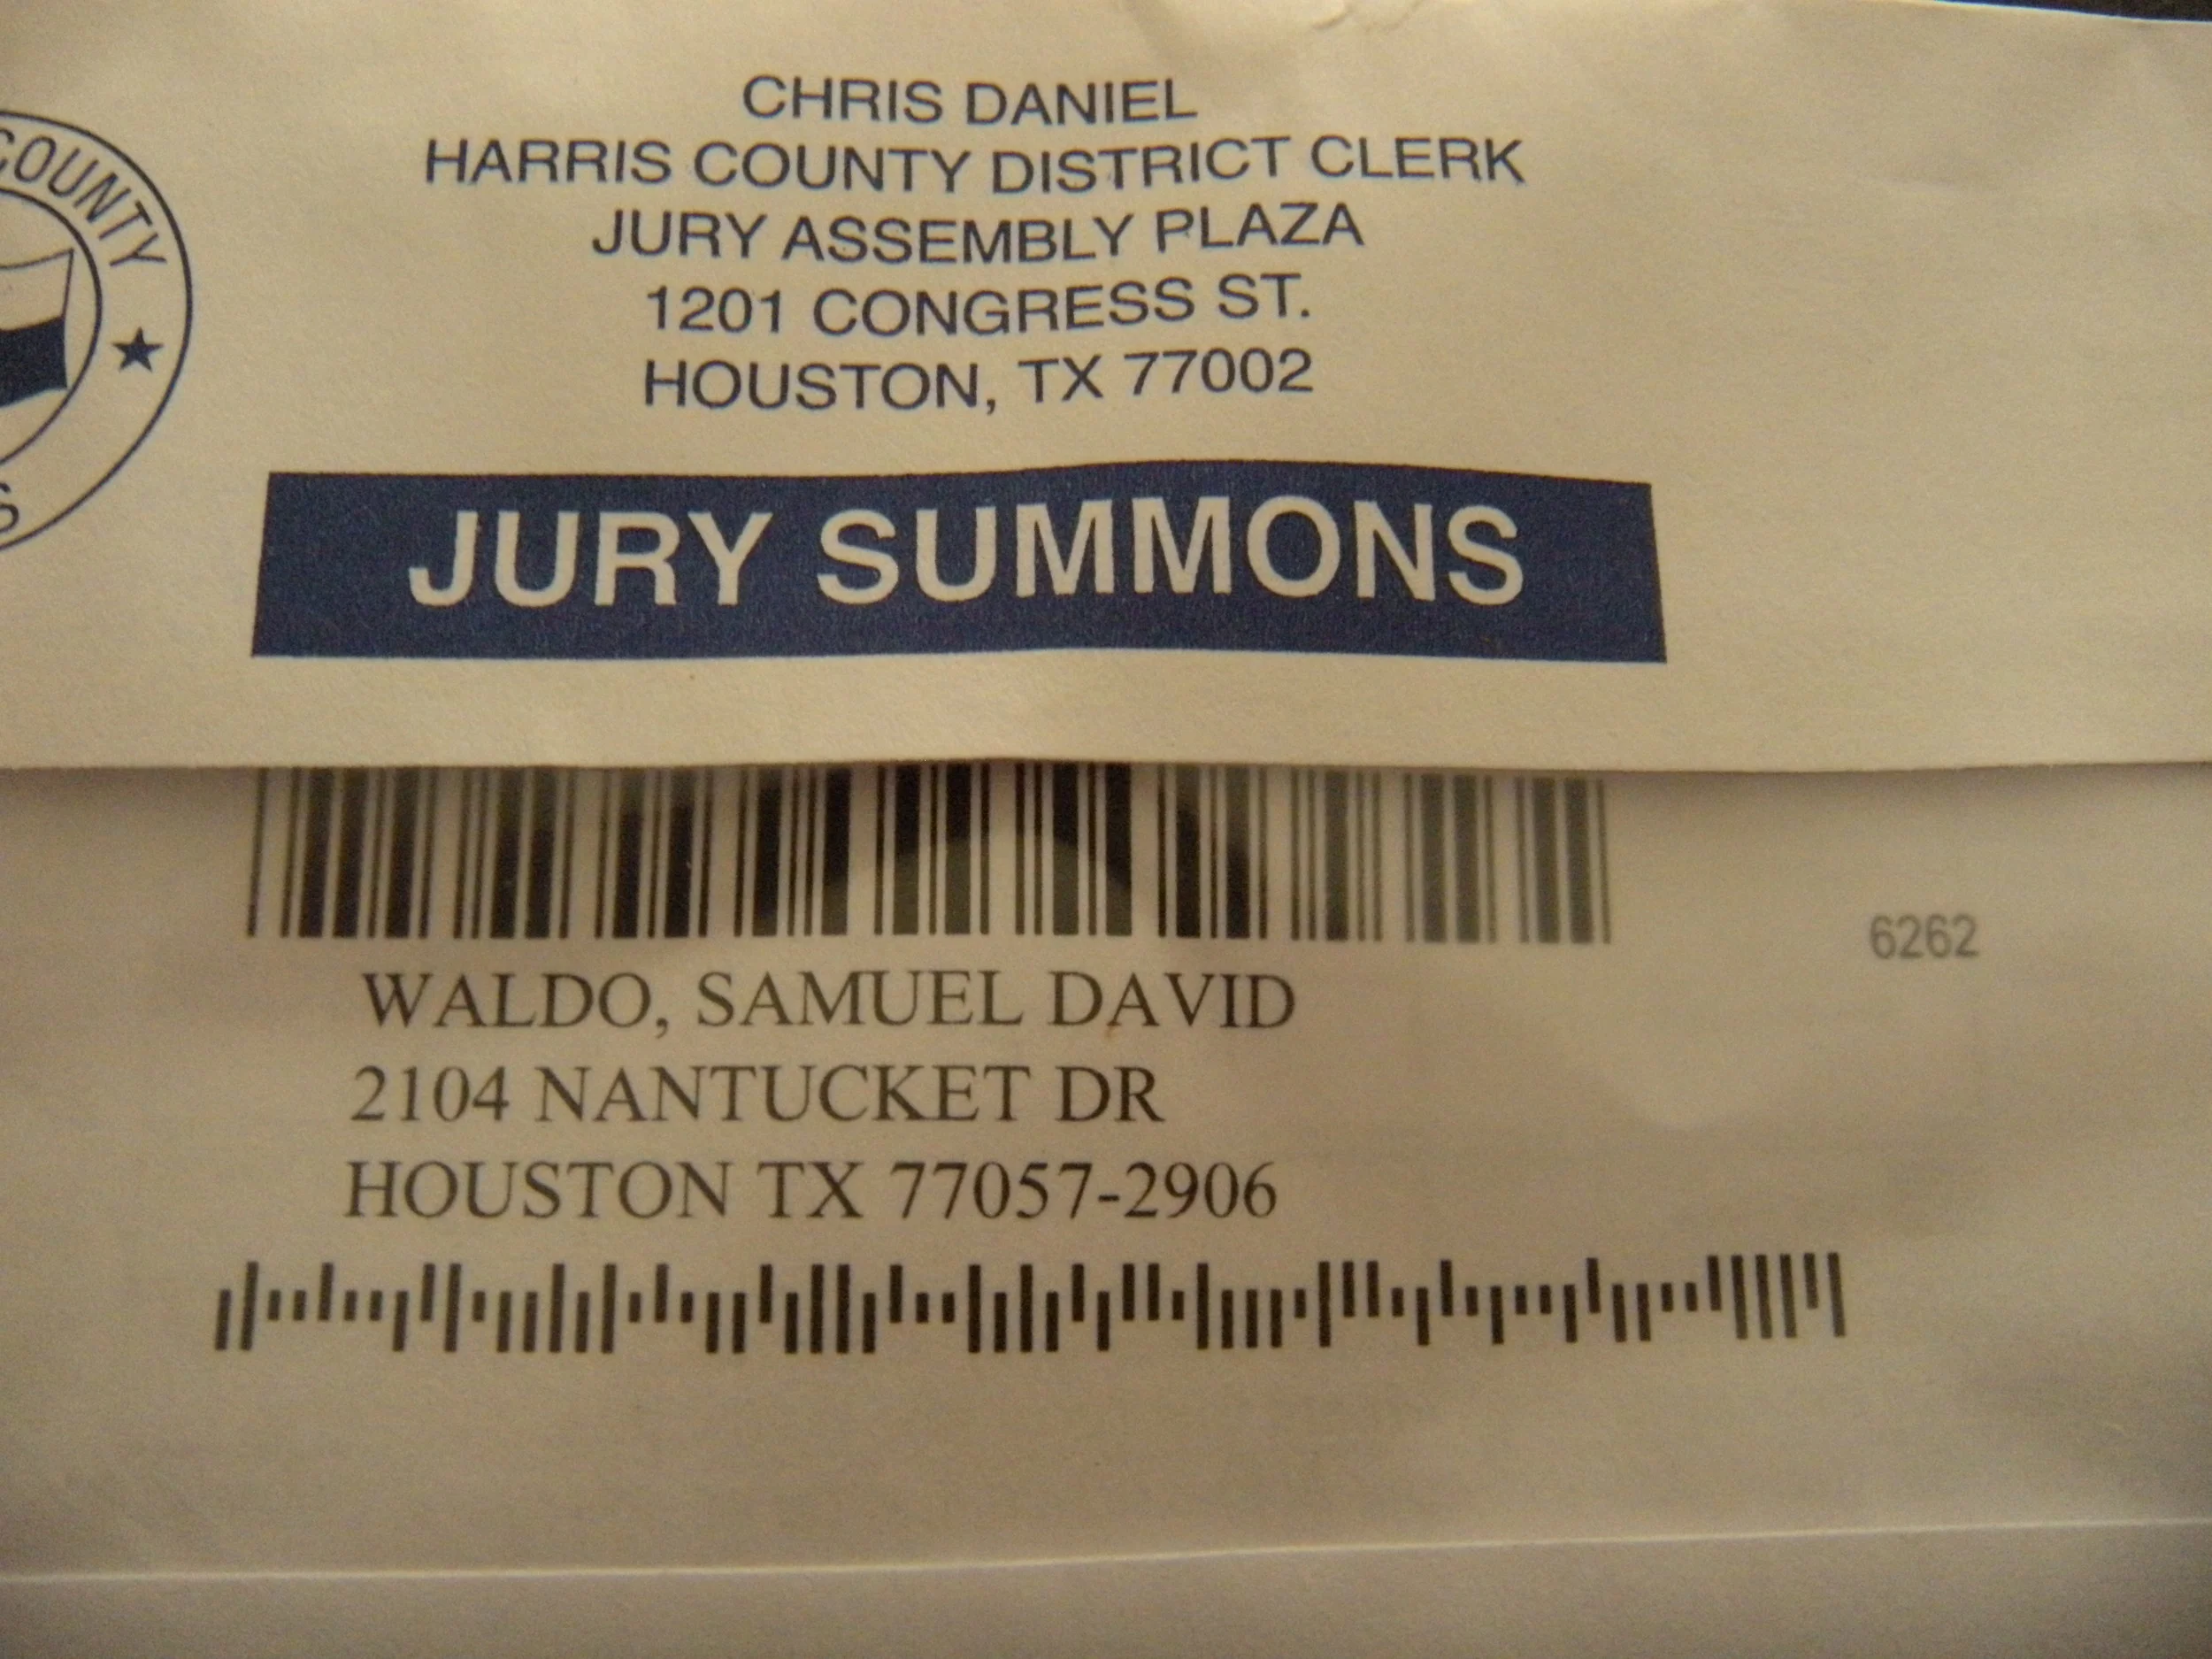 COUNTY
S
CHRIS DANIEL
HARRIS COUNTY DISTRICT CLERK
JURY ASSEMBLY PLAZA
1201 CONGRESS ST.
HOUSTON, TX 77002
JURY SUMMONS
6262
WALDO, SAMUEL DAVID
2104 NANTUCKET DR
HOUSTON TX 77057-2906